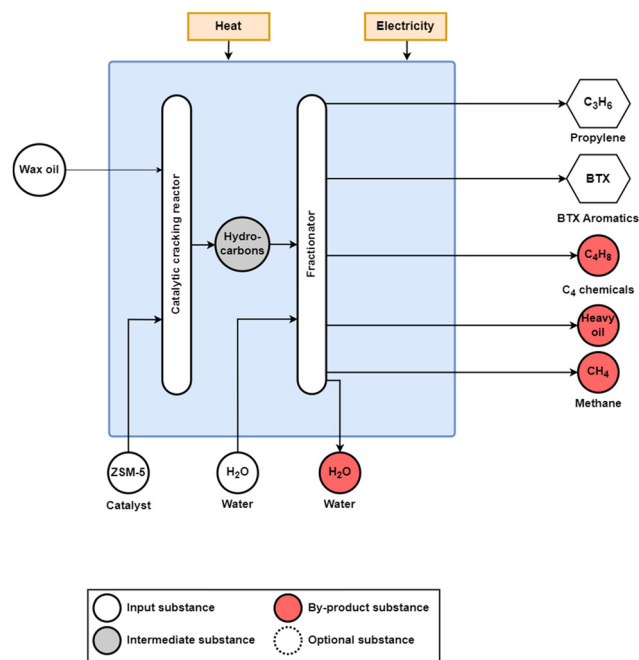 Heat
Electricity
C₃H₆
Propylene
Wax oil
BTX
BTX Aromatics
Catalytic cracking reactor
Hydro-
carbons
Fractionator
C₄H₈
C₄ chemicals
Heavy
oil
CH₄
Methane
ZSM-5
Catalyst
H₂O
Water
H₂O
Water
Input substance
By-product substance
Intermediate substance
Optional substance